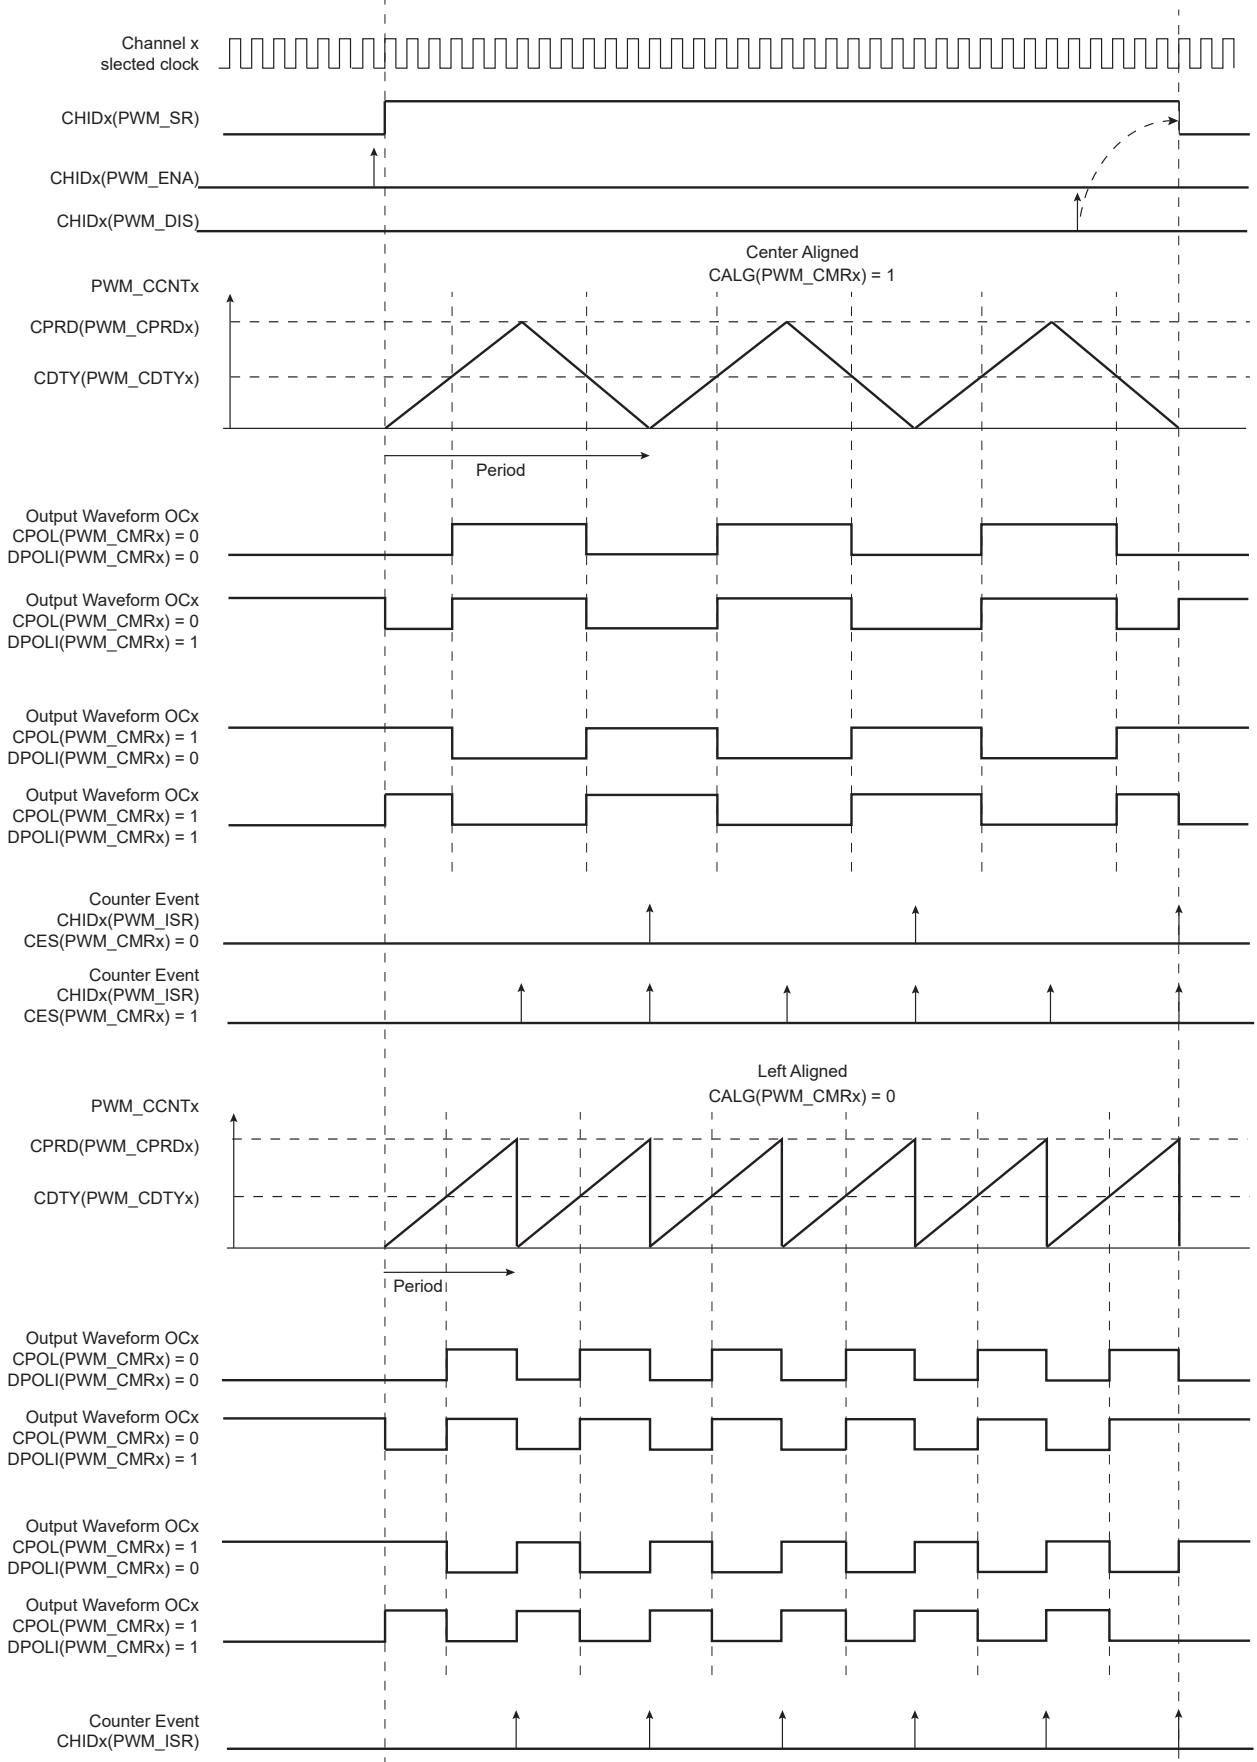 Channel x
slected clock
CHIDx(PWM_SR)
CHIDx(PWM_ENA)
CHIDx(PWM_DIS)
Center Aligned
CALG(PWM_CMRx) = 1
PWM_CCNTx
CPRD(PWM_CPRDx)
CDTY(PWM_CDTYx)
Period
Output Waveform OCx
CPOL(PWM_CMRx) = 0
DPOLI(PWM_CMRx) = 0
Output Waveform OCx
CPOL(PWM_CMRx) = 0
DPOLI(PWM_CMRx) = 1
Output Waveform OCx
CPOL(PWM_CMRx) = 1
DPOLI(PWM_CMRx) = 0
Output Waveform OCx
CPOL(PWM_CMRx) = 1
DPOLI(PWM_CMRx) = 1
Counter Event
CHIDx(PWM_ISR)
CES(PWM_CMRx) = 0
Counter Event
CHIDx(PWM_ISR)
CES(PWM_CMRx) = 1
Left Aligned
CALG(PWM_CMRx) = 0
PWM_CCNTx
CPRD(PWM_CPRDx)
CDTY(PWM_CDTYx)
Period
Output Waveform OCx
CPOL(PWM_CMRx) = 0
DPOLI(PWM_CMRx) = 0
Output Waveform OCx
CPOL(PWM_CMRx) = 0
DPOLI(PWM_CMRx) = 1
Output Waveform OCx
CPOL(PWM_CMRx) = 1
DPOLI(PWM_CMRx) = 0
Output Waveform OCx
CPOL(PWM_CMRx) = 1
DPOLI(PWM_CMRx) = 1
Counter Event
CHIDx(PWM_ISR)